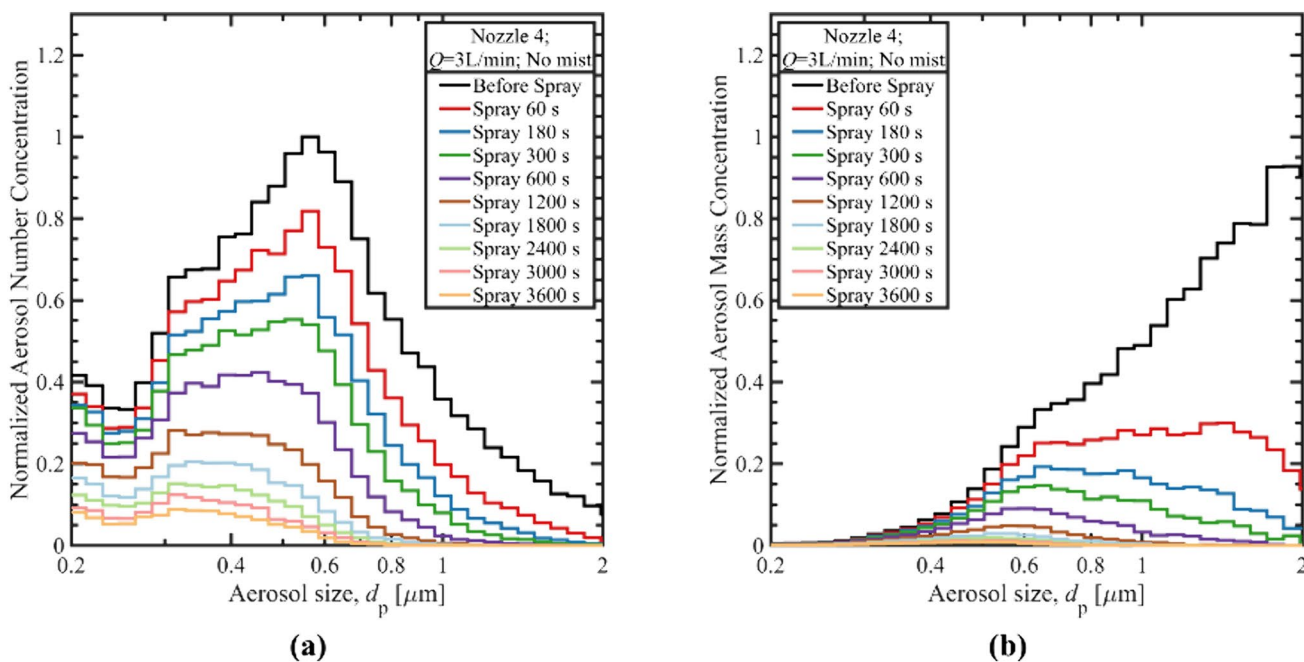 Normalized Aerosol Number Concentration
1.2
1
0.8
0.6
0.4
0.2
0
0.2
0.4
0.6
1
2
Aerosol size, dp [μm]
Nozzle 4;
Q=3L/min; No mist
Before Spray
Spray 60 s
Spray 180 s
Spray 300 s
Spray 600 s
Spray 1200 s
Spray 1800 s
Spray 2400 s
Spray 3000 s
Spray 3600 s
(a)
Normalized Aerosol Mass Concentration
1.2
1
0.8
0.6
0.4
0.2
0
0.2
0.4
0.6
1
2
Aerosol size, dp [μm]
Nozzle 4;
Q=3L/min; No mist
Before Spray
Spray 60 s
Spray 180 s
Spray 300 s
Spray 600 s
Spray 1200 s
Spray 1800 s
Spray 2400 s
Spray 3000 s
Spray 3600 s
(b)